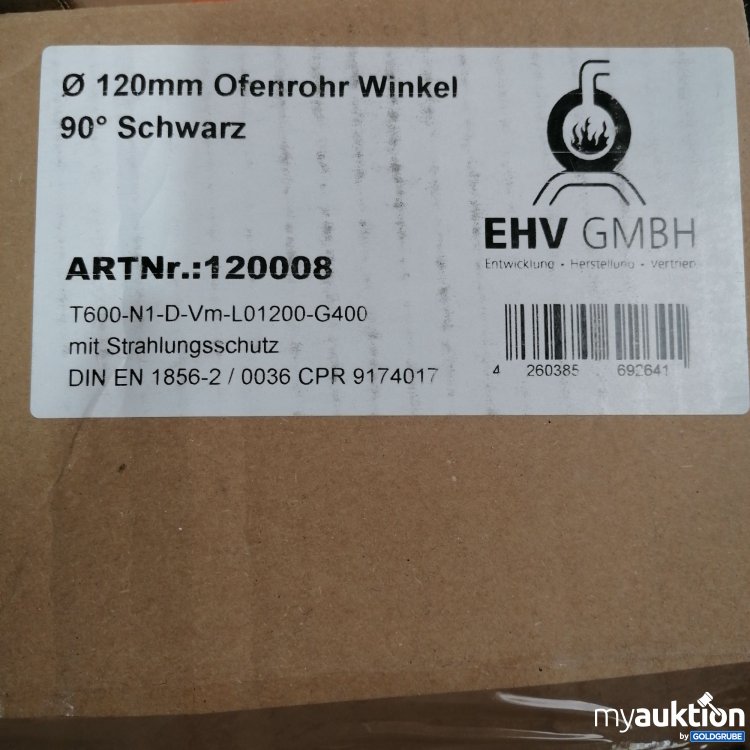 Ø 120mm Ofenrohr Winkel
90° Schwarz
EHV GMBH
Entwicklung - Herstellung - Vertrieb
ARTNr.:120008
T600-N1-D-Vm-L01200-G400
mit Strahlungsschutz
DIN EN 1856-2 / 0036 CPR 9174017
4 260385 692641
myauktion
by GOLDGRUBE